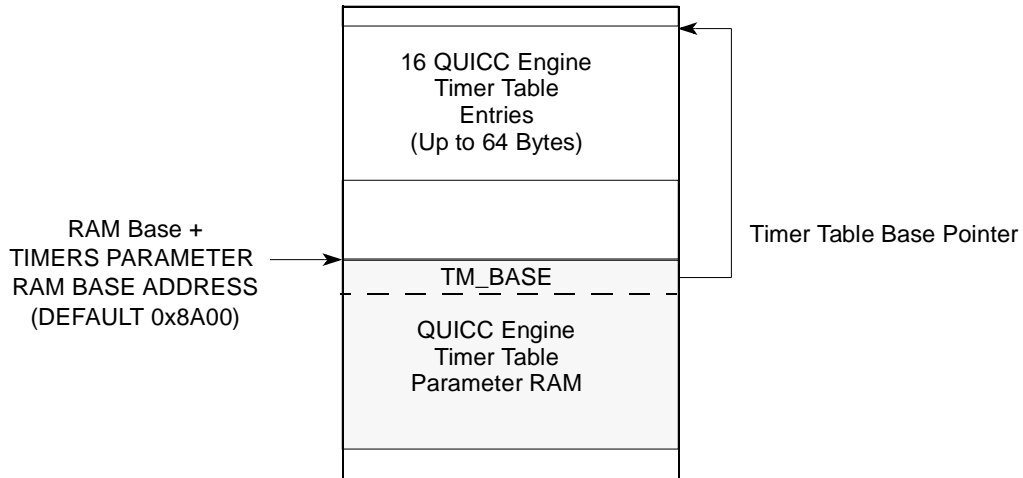 16 QUICC Engine
Timer Table
Entries
(Up to 64 Bytes)
RAM Base +
TIMERS PARAMETER
RAM BASE ADDRESS
(DEFAULT 0x8A00)
Timer Table Base Pointer
TM_BASE
QUICC Engine
Timer Table
Parameter RAM